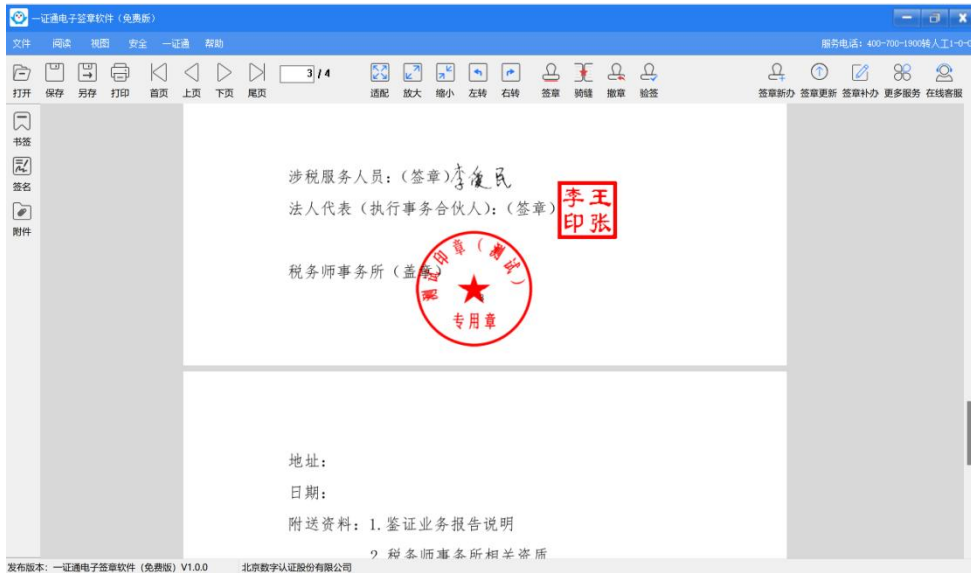 一证通电子签章软件（免费版）
文件 阅读 视图 安全 一证通 帮助 服务电话：400-700-1900转人工1-0-0
打开 保存 另存 打印 首页 上页 下页 尾页 3 / 4 适配 放大 缩小 左转 右转 签章 骑缝 撤章 验签 签章新办 签章更新 签章补办 更多服务 在线客服
书签
签名
附件
涉税服务人员：（签章）李爱民
法人代表（执行事务合伙人）：（签章）
李王
印张
税务师事务所（盖章）
测试印章（测试）
专用章
地址：
日期：
附送资料：1.鉴证业务报告说明
2.税务师事务所相关资质
发布版本：一证通电子签章软件（免费版）V1.0.0 北京数字认证股份有限公司